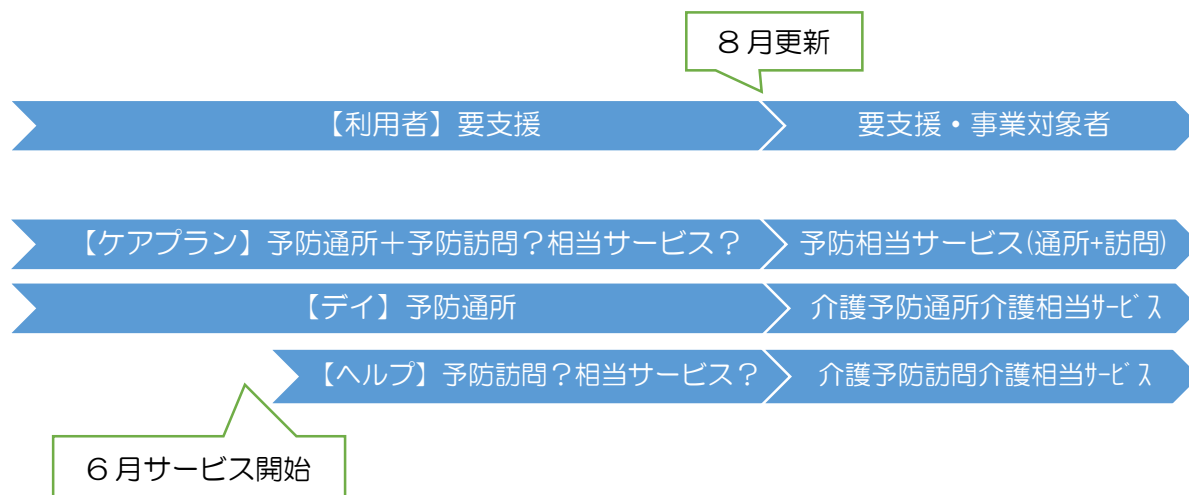 ８月更新
【利用者】要支援
要支援・事業対象者
【ケアプラン】予防通所＋予防訪問？相当サービス？
予防相当サービス(通所+訪問)
【デイ】予防通所
介護予防通所介護相当ｻｰﾋﾞｽ
【ヘルプ】予防訪問？相当サービス？
介護予防訪問介護相当ｻｰﾋﾞｽ
６月サービス開始